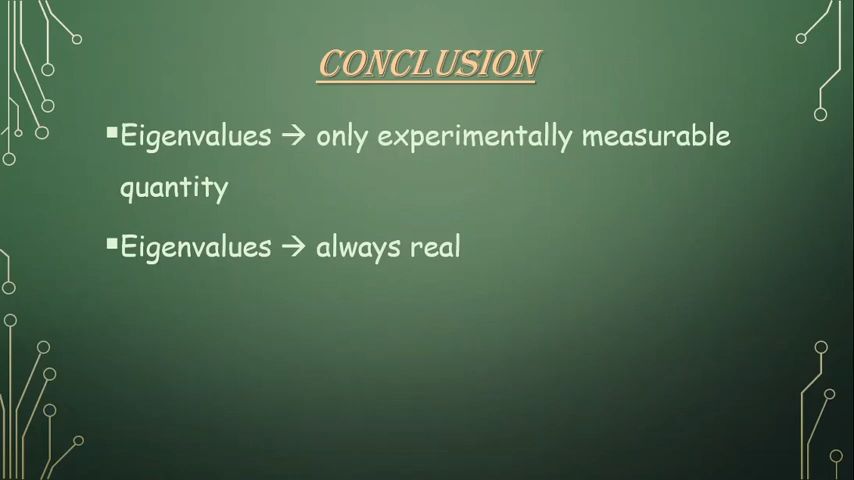 CONCLUSION
▪Eigenvalues → only experimentally measurable
quantity
▪Eigenvalues → always real